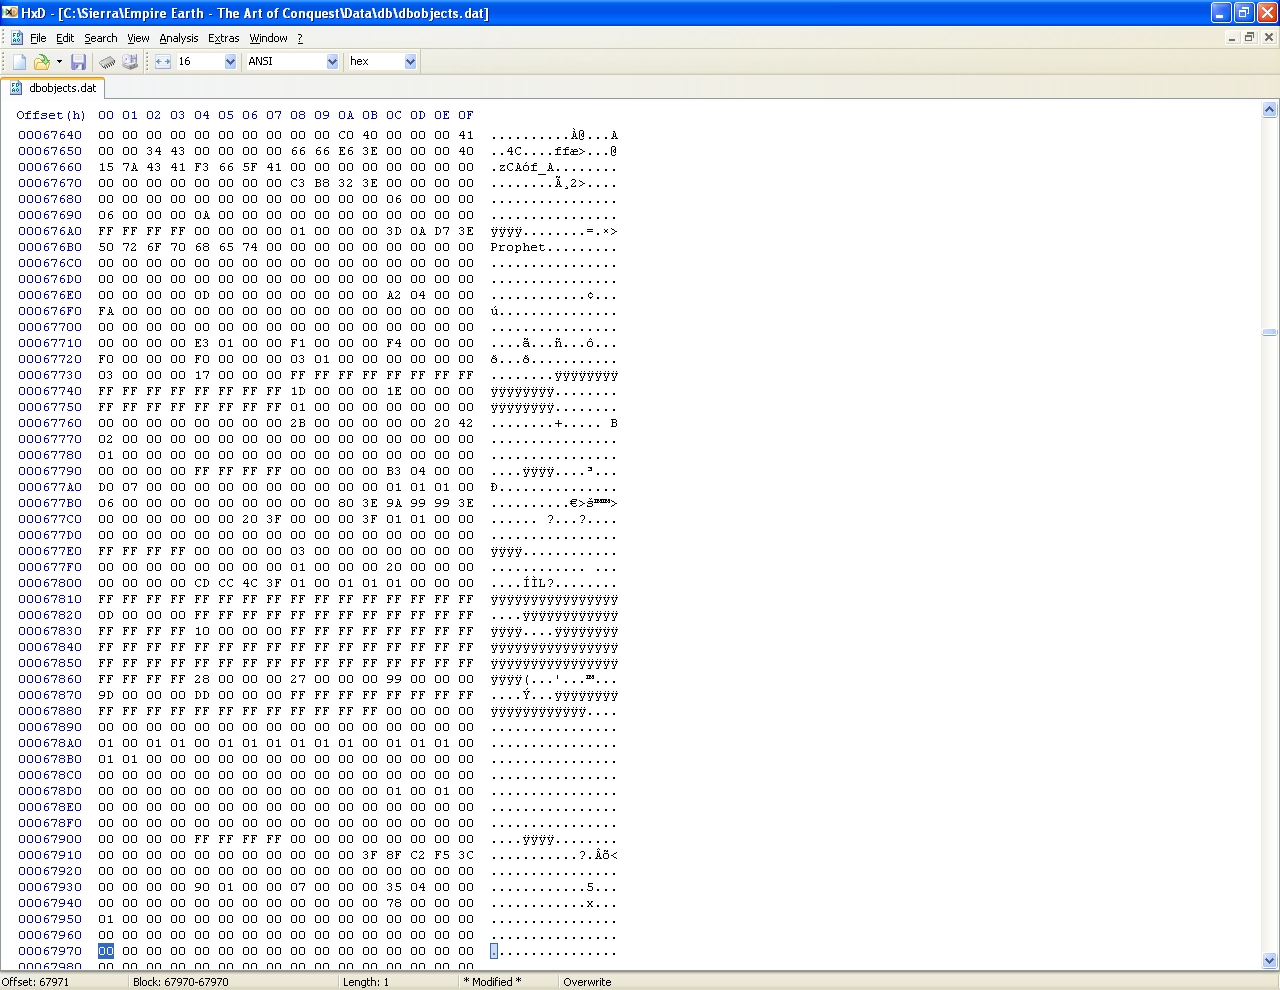 HxD - [C:\Sierra\Empire Earth - The Art of Conquest\Data\db\dbobjects.dat]
File Edit Search View Analysis Extras Window ?
16 ANSI hex
dbobjects.dat
Offset(h) 00 01 02 03 04 05 06 07 08 09 0A 0B 0C 0D 0E 0F
00067640 00 00 00 00 00 00 00 00 00 00 C0 40 00 00 00 41 ..........À@...A
00067650 00 00 34 43 00 00 00 00 66 66 E6 3E 00 00 00 40 ..4C....ffæ>...@
00067660 15 7A 43 41 F3 66 5F 41 00 00 00 00 00 00 00 00 .zCAóf_A........
00067670 00 00 00 00 00 00 00 00 C3 B8 32 3E 00 00 00 00 ........Ã¸2>....
00067680 00 00 00 00 00 00 00 00 00 00 00 00 06 00 00 00 ................
00067690 06 00 00 00 0A 00 00 00 00 00 00 00 00 00 00 00 ................
000676A0 FF FF FF FF 00 00 00 00 01 00 00 00 3D 0A D7 3E ÿÿÿÿ........=.×>
000676B0 50 72 6F 70 68 65 74 00 00 00 00 00 00 00 00 00 Prophet.........
000676C0 00 00 00 00 00 00 00 00 00 00 00 00 00 00 00 00 ................
000676D0 00 00 00 00 00 00 00 00 00 00 00 00 00 00 00 00 ................
000676E0 00 00 00 00 0D 00 00 00 00 00 00 00 A2 04 00 00 ............¢...
000676F0 FA 00 00 00 00 00 00 00 00 00 00 00 00 00 00 00 ú...............
00067700 00 00 00 00 00 00 00 00 00 00 00 00 00 00 00 00 ................
00067710 00 00 00 00 E3 01 00 00 F1 00 00 00 F4 00 00 00 ....ã...ñ...ô...
00067720 F0 00 00 00 F0 00 00 00 03 01 00 00 00 00 00 00 ð...ð...........
00067730 03 00 00 00 17 00 00 00 FF FF FF FF FF FF FF FF ........ÿÿÿÿÿÿÿÿ
00067740 FF FF FF FF FF FF FF FF 1D 00 00 00 1E 00 00 00 ÿÿÿÿÿÿÿÿ........
00067750 FF FF FF FF FF FF FF FF 01 00 00 00 00 00 00 00 ÿÿÿÿÿÿÿÿ........
00067760 00 00 00 00 00 00 00 00 2B 00 00 00 00 00 20 42 ........+..... B
00067770 02 00 00 00 00 00 00 00 00 00 00 00 00 00 00 00 ................
00067780 01 00 00 00 00 00 00 00 00 00 00 00 00 00 00 00 ................
00067790 00 00 00 00 FF FF FF FF 00 00 00 00 B3 04 00 00 ....ÿÿÿÿ....³...
000677A0 D0 07 00 00 00 00 00 00 00 00 00 00 01 01 01 00 Ð...............
000677B0 06 00 00 00 00 00 00 00 00 00 80 3E 9A 99 99 3E ..........€>š™™>
000677C0 00 00 00 00 00 00 20 3F 00 00 00 3F 01 01 00 00 ...... ?...?....
000677D0 00 00 00 00 00 00 00 00 00 00 00 00 00 00 00 00 ................
000677E0 FF FF FF FF 00 00 00 00 03 00 00 00 00 00 00 00 ÿÿÿÿ............
000677F0 00 00 00 00 00 00 00 00 01 00 00 00 20 00 00 00 ............ ...
00067800 00 00 00 00 CD CC 4C 3F 01 00 01 01 01 00 00 00 ....ÍÌL?........
00067810 FF FF FF FF FF FF FF FF FF FF FF FF FF FF FF FF ÿÿÿÿÿÿÿÿÿÿÿÿÿÿÿÿ
00067820 0D 00 00 00 FF FF FF FF FF FF FF FF FF FF FF FF ....ÿÿÿÿÿÿÿÿÿÿÿÿ
00067830 FF FF FF FF 10 00 00 00 FF FF FF FF FF FF FF FF ÿÿÿÿ....ÿÿÿÿÿÿÿÿ
00067840 FF FF FF FF FF FF FF FF FF FF FF FF FF FF FF FF ÿÿÿÿÿÿÿÿÿÿÿÿÿÿÿÿ
00067850 FF FF FF FF FF FF FF FF FF FF FF FF FF FF FF FF ÿÿÿÿÿÿÿÿÿÿÿÿÿÿÿÿ
00067860 FF FF FF FF 28 00 00 00 27 00 00 00 99 00 00 00 ÿÿÿÿ(...'...™...
00067870 9D 00 00 00 DD 00 00 00 FF FF FF FF FF FF FF FF ....Ý...ÿÿÿÿÿÿÿÿ
00067880 FF FF FF FF FF FF FF FF FF FF FF FF 00 00 00 00 ÿÿÿÿÿÿÿÿÿÿÿÿ....
00067890 00 00 00 00 00 00 00 00 00 00 00 00 00 00 00 00 ................
000678A0 01 00 01 01 00 01 01 01 01 01 01 00 01 01 01 00 ................
000678B0 01 01 00 00 00 00 00 00 00 00 00 00 00 00 00 00 ................
000678C0 00 00 00 00 00 00 00 00 00 00 00 00 00 00 00 00 ................
000678D0 00 00 00 00 00 00 00 00 00 00 00 00 01 00 01 00 ................
000678E0 00 00 00 00 00 00 00 00 00 00 00 00 00 00 00 00 ................
000678F0 00 00 00 00 00 00 00 00 00 00 00 00 00 00 00 00 ................
00067900 00 00 00 00 FF FF FF FF 00 00 00 00 00 00 00 00 ....ÿÿÿÿ........
00067910 00 00 00 00 00 00 00 00 00 00 00 3F 8F C2 F5 3C ...........?.Âõ<
00067920 00 00 00 00 00 00 00 00 00 00 00 00 00 00 00 00 ................
00067930 00 00 00 00 90 01 00 00 07 00 00 00 35 04 00 00 ............5...
00067940 00 00 00 00 00 00 00 00 00 00 00 00 78 00 00 00 ............x...
00067950 01 00 00 00 00 00 00 00 00 00 00 00 00 00 00 00 ................
00067960 00 00 00 00 00 00 00 00 00 00 00 00 00 00 00 00 ................
00067970 00 00 00 00 00 00 00 00 00 00 00 00 00 00 00 00 ................
00067980 00 00 00 00 00 00 00 00 00 00 00 00 00 00 00 00 ................
Offset: 67971 Block: 67970-67970 Length: 1 * Modified * Overwrite